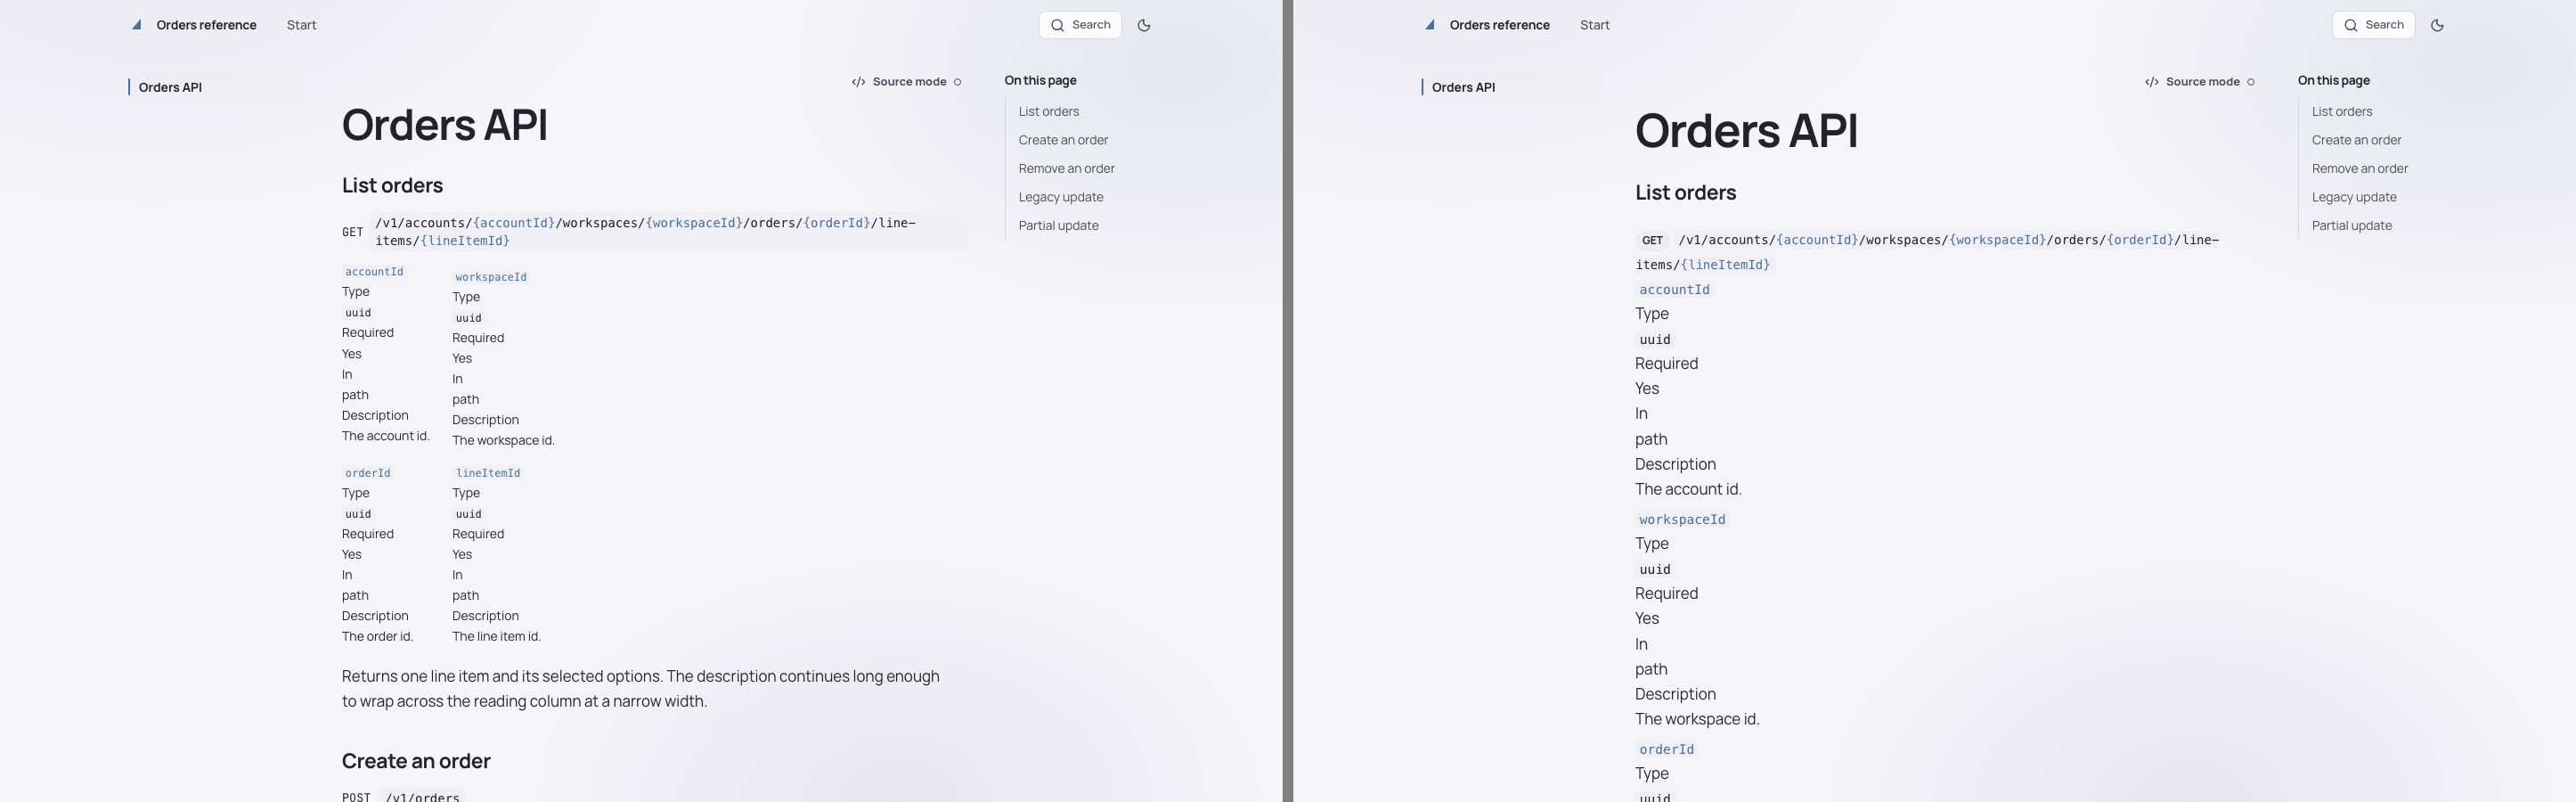 Orders reference
Start
Search
Orders API
Source mode
Orders API
List orders
GET
/v1/accounts/{accountId}/workspaces/{workspaceId}/orders/{orderId}/line-
items/{lineItemId}
accountId
Type
uuid
Required
Yes
In
path
Description
The account id.
workspaceId
Type
uuid
Required
Yes
In
path
Description
The workspace id.
orderId
Type
uuid
Required
Yes
In
path
Description
The order id.
lineItemId
Type
uuid
Required
Yes
In
path
Description
The line item id.
Returns one line item and its selected options. The description continues long enough
to wrap across the reading column at a narrow width.
Create an order
POST /v1/orders
On this page
List orders
Create an order
Remove an order
Legacy update
Partial update
Orders reference
Start
Search
Orders API
Source mode
Orders API
List orders
GET /v1/accounts/{accountId}/workspaces/{workspaceId}/orders/{orderId}/line-
items/{lineItemId}
accountId
Type
uuid
Required
Yes
In
path
Description
The account id.
workspaceId
Type
uuid
Required
Yes
In
path
Description
The workspace id.
orderId
Type
uuid
On this page
List orders
Create an order
Remove an order
Legacy update
Partial update